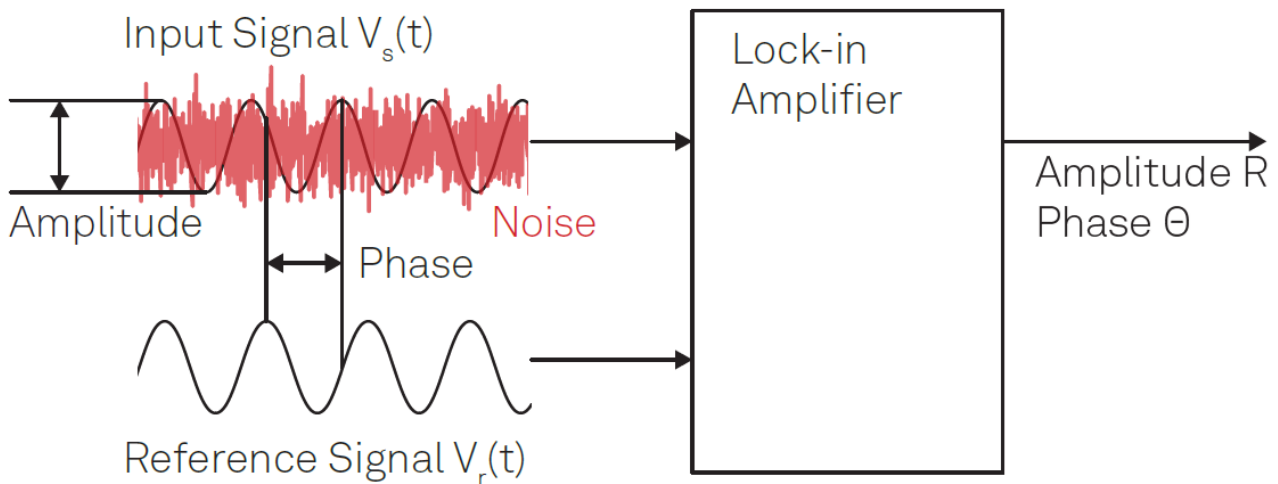 Input Signal Vs(t)
Amplitude
Noise
Phase
Reference Signal Vr(t)
Lock-in
Amplifier
Amplitude R
Phase Θ